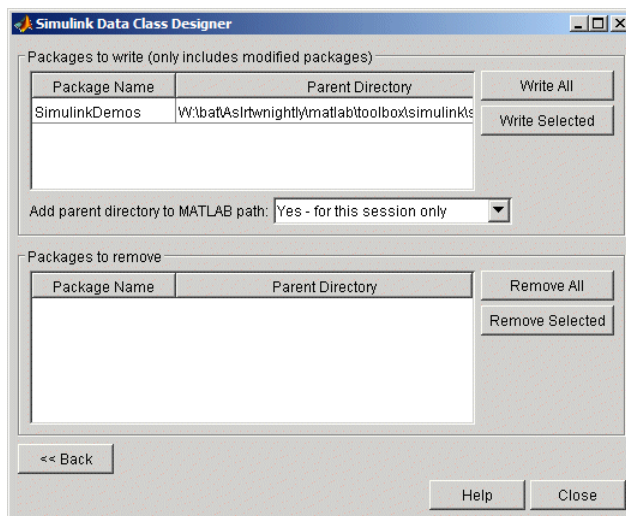 Simulink Data Class Designer
Packages to write (only includes modified packages)
Package Name Parent Directory
Write All
SimulinkDemos W:\bat\Aslrtwnightly\matlab\toolbox\simulink\s
Write Selected
Add parent directory to MATLAB path: Yes - for this session only
Packages to remove
Package Name Parent Directory
Remove All
Remove Selected
<< Back
Help Close